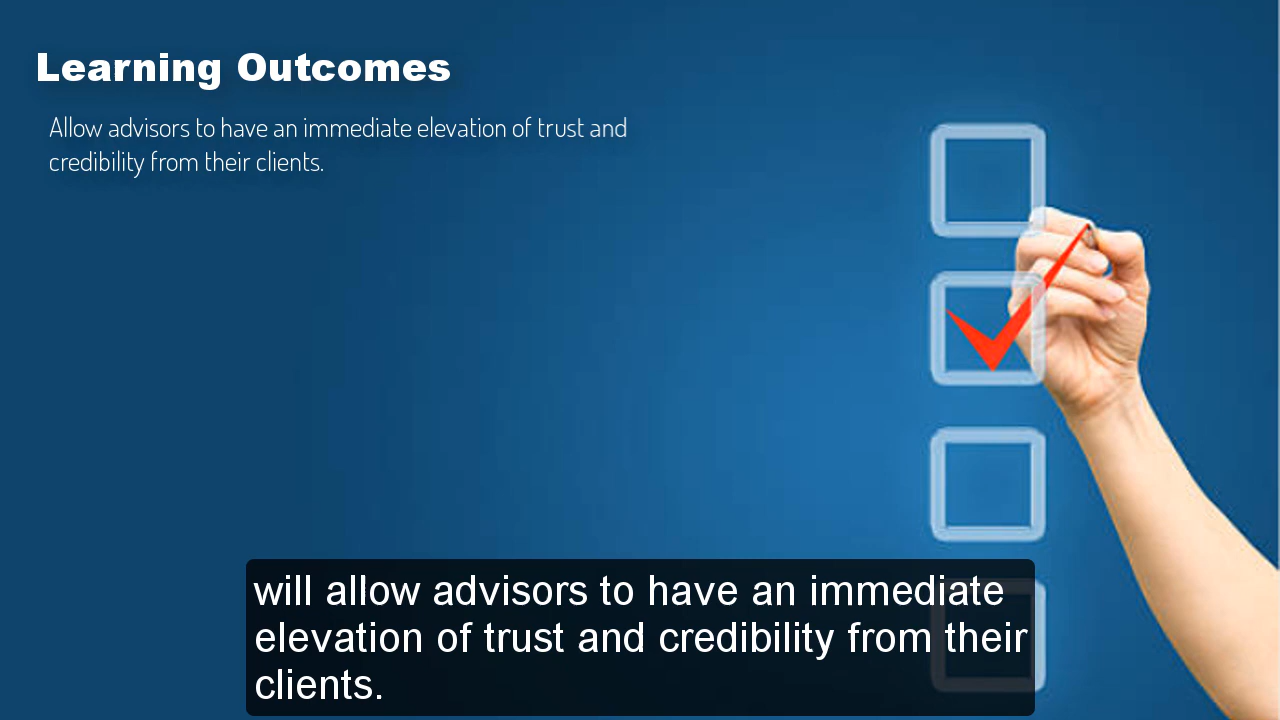 Learning Outcomes
Allow advisors to have an immediate elevation of trust and
credibility from their clients.
will allow advisors to have an immediate
elevation of trust and credibility from their
clients.